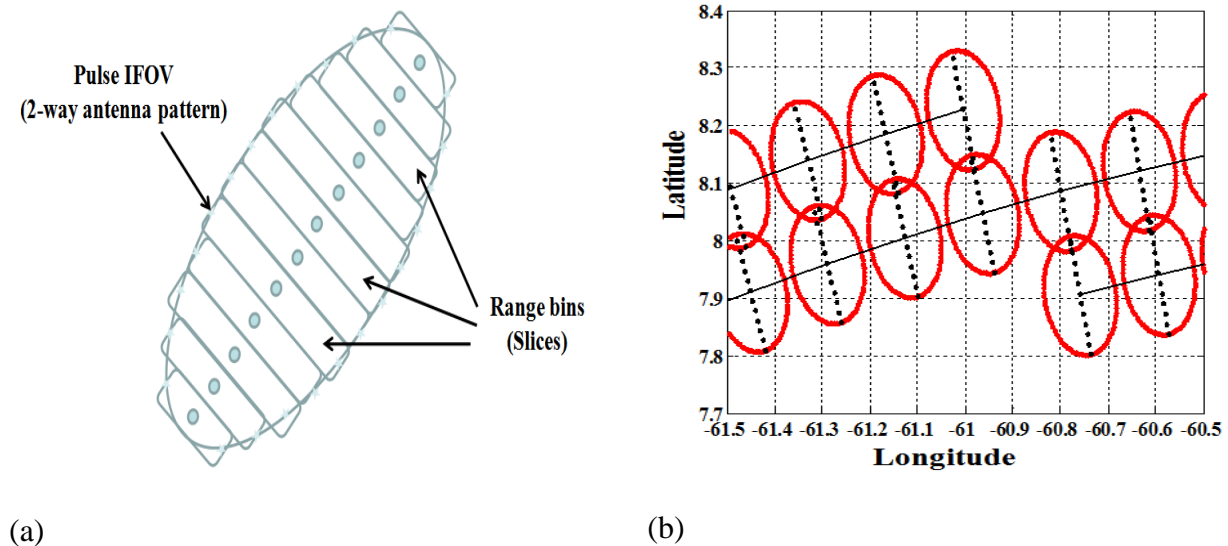 Pulse IFOV
(2-way antenna pattern)
Range bins
(Slices)
(a)
8.4
8.3
8.2
8.1
8
7.9
7.8
7.7
Latitude
-61.5 -61.4 -61.3 -61.2 -61.1 -61 -60.9 -60.8 -60.7 -60.6 -60.5
Longitude
(b)